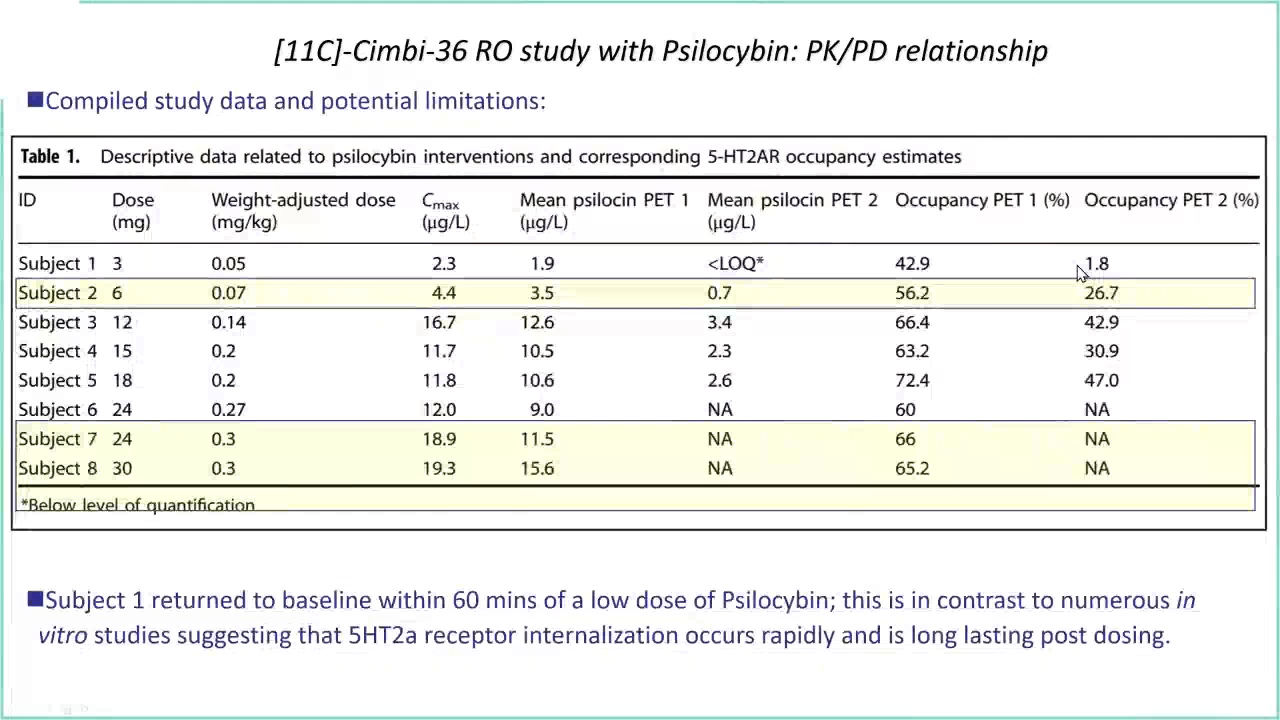 [11C]-Cimbi-36 RO study with Psilocybin: PK/PD relationship
Compiled study data and potential limitations:
Table 1. Descriptive data related to psilocybin interventions and corresponding 5-HT2AR occupancy estimates
ID Dose (mg) Weight-adjusted dose (mg/kg) Cmax (μg/L) Mean psilocin PET 1 (μg/L) Mean psilocin PET 2 (μg/L) Occupancy PET 1 (%) Occupancy PET 2 (%)
Subject 1 3 0.05 2.3 1.9 <LOQ* 42.9 1.8
Subject 2 6 0.07 4.4 3.5 0.7 56.2 26.7
Subject 3 12 0.14 16.7 12.6 3.4 66.4 42.9
Subject 4 15 0.2 11.7 10.5 2.3 63.2 30.9
Subject 5 18 0.2 11.8 10.6 2.6 72.4 47.0
Subject 6 24 0.27 12.0 9.0 NA 60 NA
Subject 7 24 0.3 18.9 11.5 NA 66 NA
Subject 8 30 0.3 19.3 15.6 NA 65.2 NA
*Below level of quantification
Subject 1 returned to baseline within 60 mins of a low dose of Psilocybin; this is in contrast to numerous in
vitro studies suggesting that 5HT2a receptor internalization occurs rapidly and is long lasting post dosing.